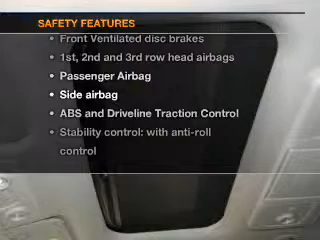 SAFETY FEATURES
• Front Ventilated disc brakes
• 1st, 2nd and 3rd row head airbags
• Passenger Airbag
• Side airbag
• ABS and Driveline Traction Control
• Stability control: with anti-roll
control